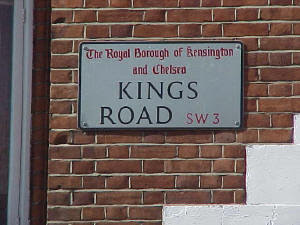 The Royal Borough of Kensington
and Chelsea
KINGS
ROAD SW3